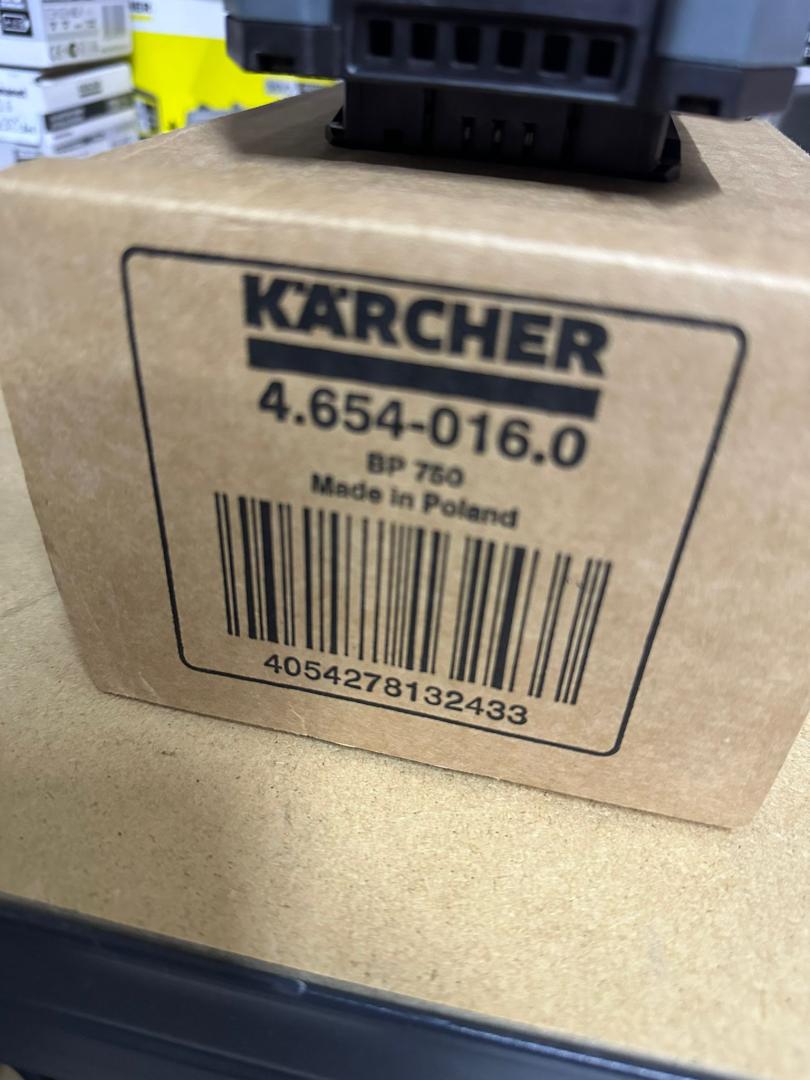 KÄRCHER
4.654-016.0
BP 750
Made in Poland
4054278132433